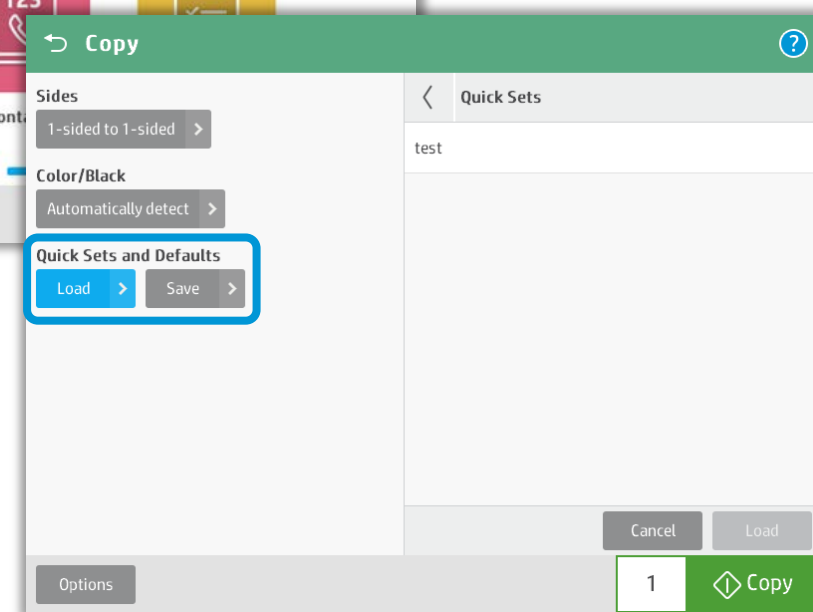 123
Copy
?
Sides
1-sided to 1-sided
Color/Black
Automatically detect
Quick Sets and Defaults
Load
Save
Quick Sets
test
Cancel
Load
Options
1
Copy